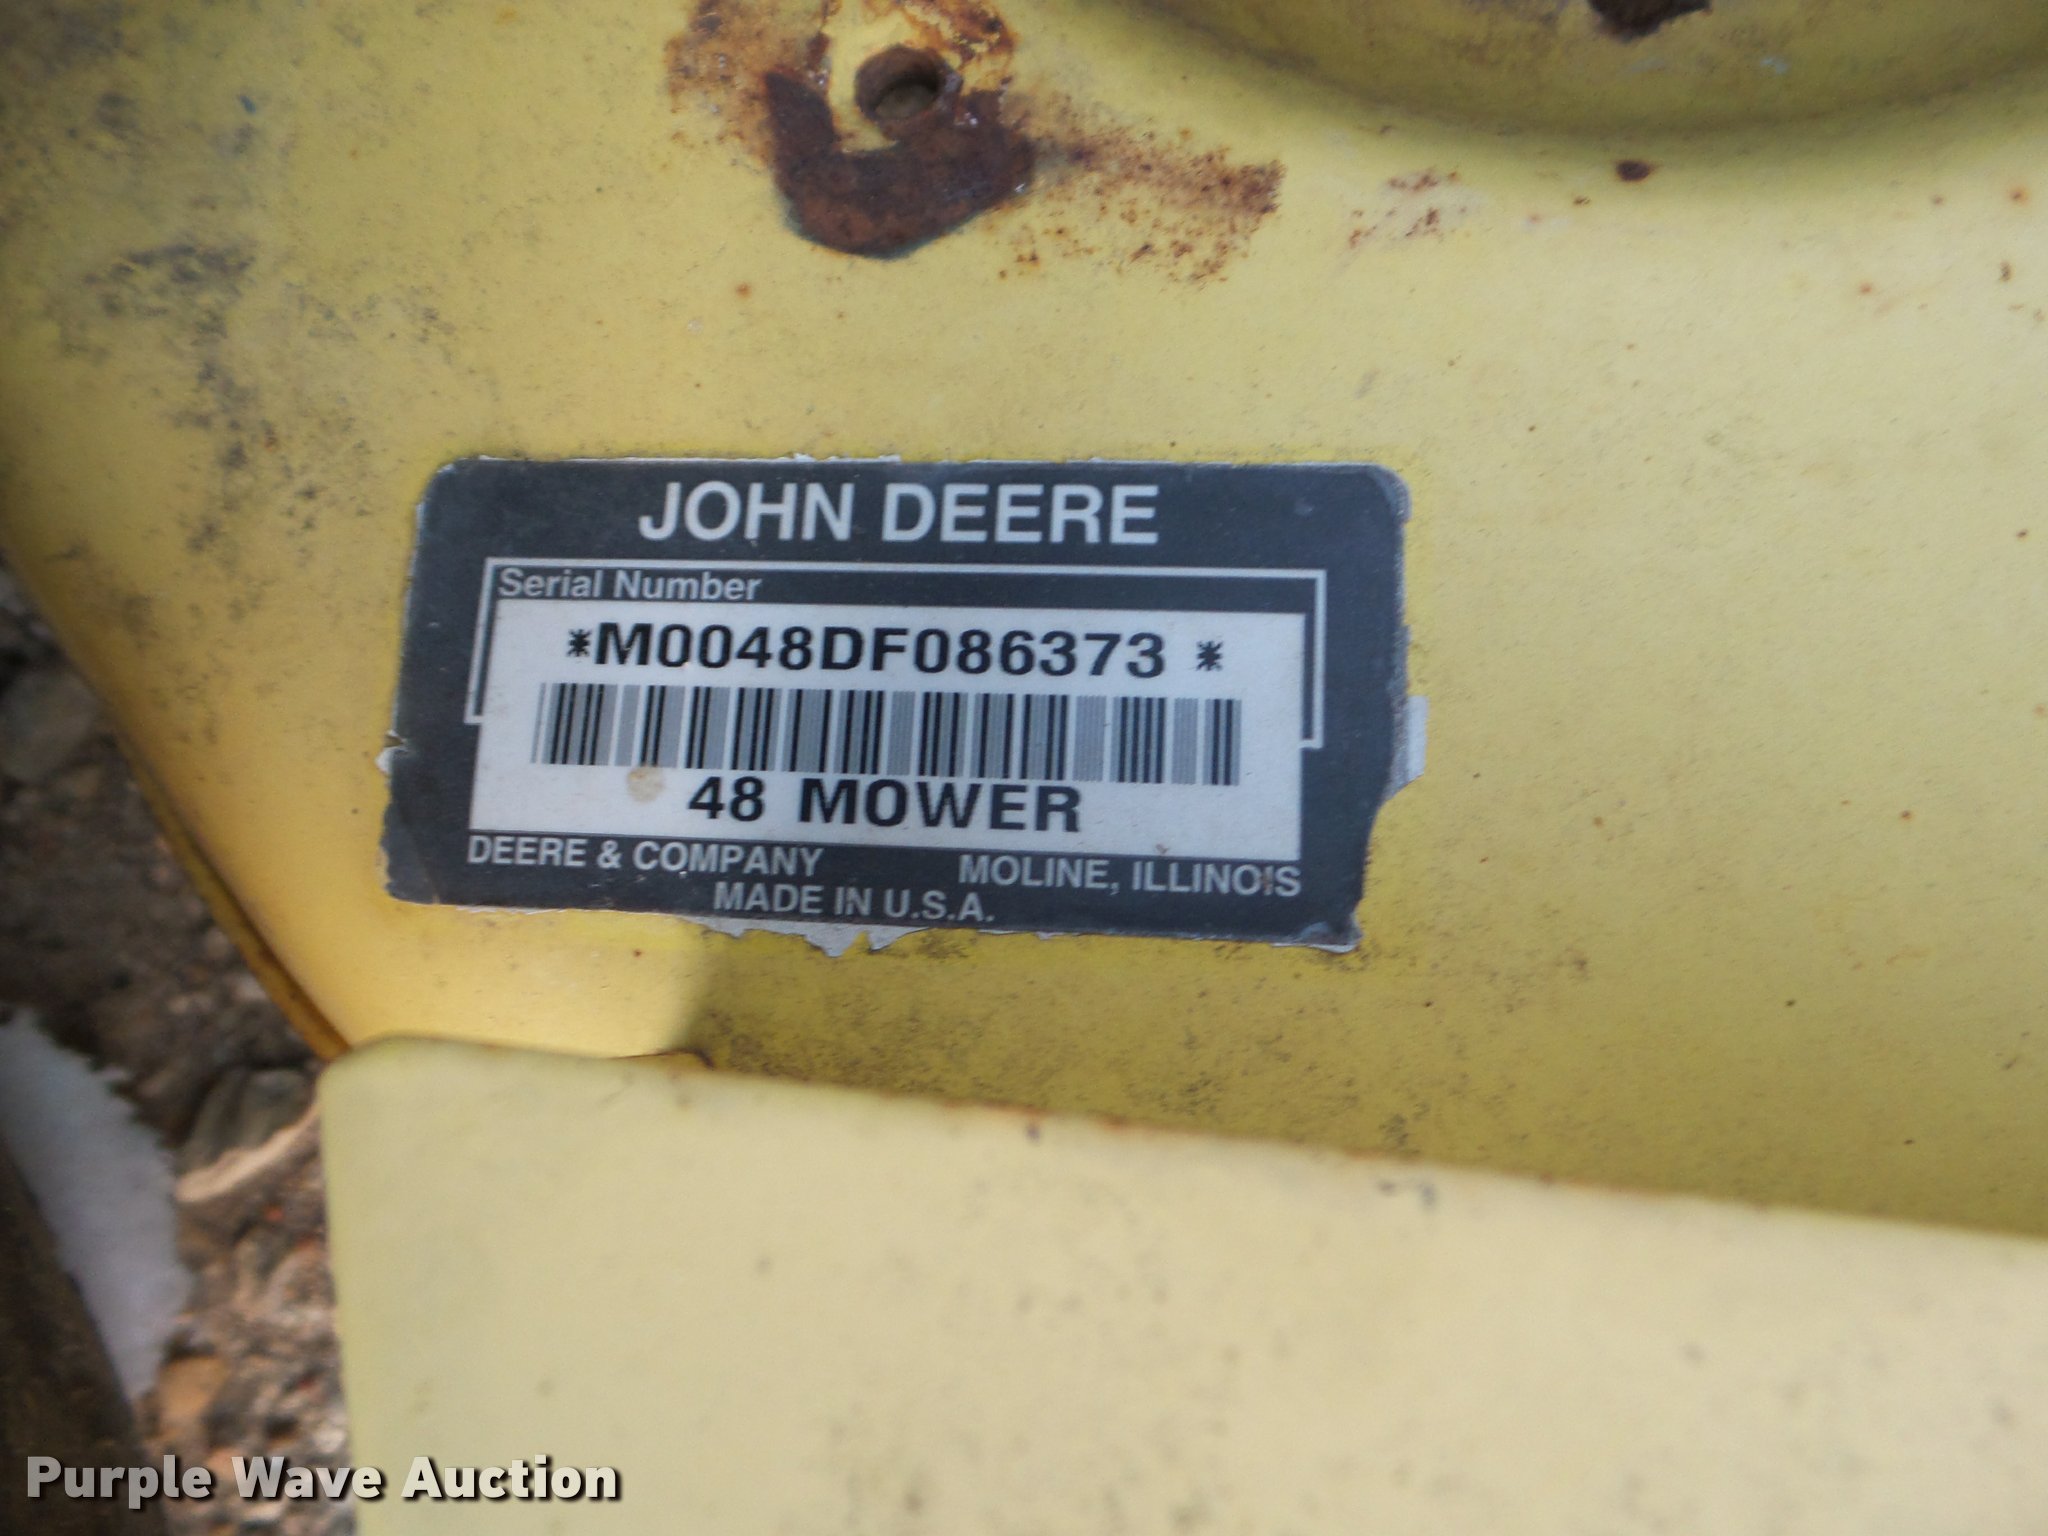 JOHN DEERE
Serial Number
*M0048DF086373 *
48 MOWER
DEERE & COMPANY MOLINE, ILLINOIS
MADE IN U.S.A.
Purple Wave Auction